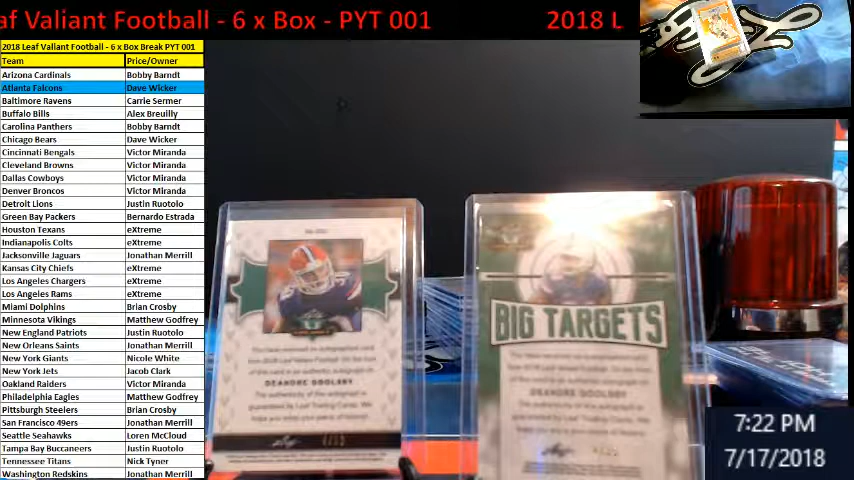 af Valiant Football - 6 x Box - PYT 001 2018 L
2018 Leaf Valiant Football - 6 x Box Break PYT 001
Team Price/Owner
Arizona Cardinals Bobby Barndt
Atlanta Falcons Dave Wicker
Baltimore Ravens Carrie Sermer
Buffalo Bills Alex Breuilly
Carolina Panthers Bobby Barndt
Chicago Bears Dave Wicker
Cincinnati Bengals Victor Miranda
Cleveland Browns Victor Miranda
Dallas Cowboys Victor Miranda
Denver Broncos Victor Miranda
Detroit Lions Justin Ruotolo
Green Bay Packers Bernardo Estrada
Houston Texans eXtreme
Indianapolis Colts eXtreme
Jacksonville Jaguars Jonathan Merrill
Kansas City Chiefs eXtreme
Los Angeles Chargers eXtreme
Los Angeles Rams eXtreme
Miami Dolphins Brian Crosby
Minnesota Vikings Matthew Godfrey
New England Patriots Justin Ruotolo
New Orleans Saints Jonathan Merrill
New York Giants Nicole White
New York Jets Jacob Clark
Oakland Raiders Victor Miranda
Philadelphia Eagles Matthew Godfrey
Pittsburgh Steelers Brian Crosby
San Francisco 49ers Jonathan Merrill
Seattle Seahawks Loren McCloud
Tampa Bay Buccaneers Justin Ruotolo
Tennessee Titans Nick Tyner
Washington Redskins Jonathan Merrill
DEANDRE GOOLSBY
BIG TARGETS
DEANDRE GOOLSBY
7:22 PM
7/17/2018